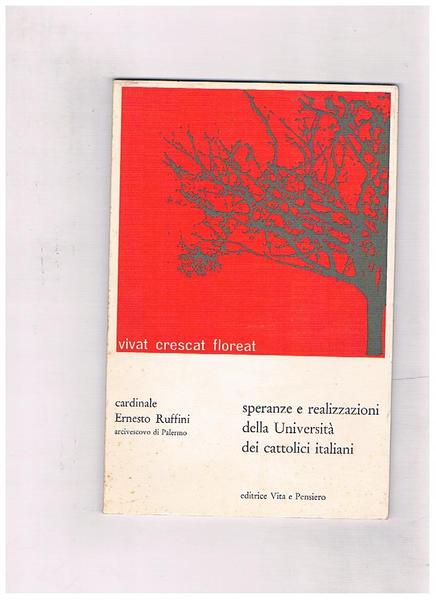 vivat crescat floreat
cardinale
Ernesto Ruffini
arcivescovo di Palermo
speranze e realizzazioni
della Università
dei cattolici italiani
editrice Vita e Pensiero